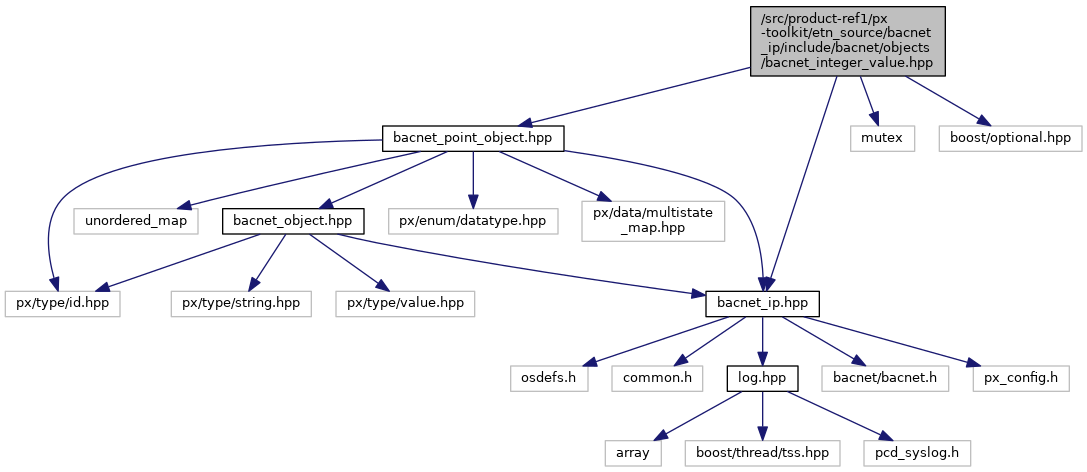 /src/product-ref1/px
-toolkit/etn_source/bacnet
_ip/include/bacnet/objects
/bacnet_integer_value.hpp
bacnet_point_object.hpp
mutex
boost/optional.hpp
unordered_map
bacnet_object.hpp
px/enum/datatype.hpp
px/data/multistate
_map.hpp
px/type/id.hpp
px/type/string.hpp
px/type/value.hpp
bacnet_ip.hpp
osdefs.h
common.h
log.hpp
bacnet/bacnet.h
px_config.h
array
boost/thread/tss.hpp
pcd_syslog.h